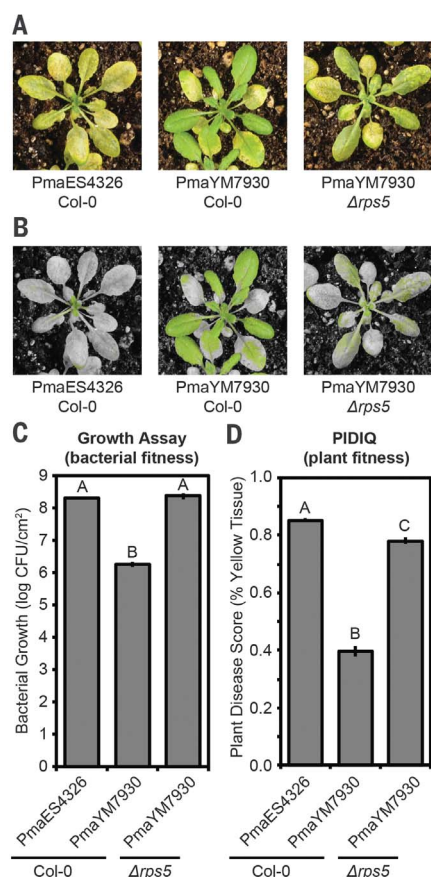 A
PmaES4326
Col-0
PmaYM7930
Col-0
PmaYM7930
Δrps5
B
PmaES4326
Col-0
PmaYM7930
Col-0
PmaYM7930
Δrps5
C
Growth Assay
(bacterial fitness)
Bacterial Growth (log CFU/cm²)
9
8
7
6
5
4
3
2
1
0
A
B
A
PmaES4326
PmaYM7930
PmaYM7930
Col-0
Δrps5
D
PIDIQ
(plant fitness)
Plant Disease Score (% Yellow Tissue)
1.0
0.8
0.6
0.4
0.2
0.0
A
B
C
PmaES4326
PmaYM7930
PmaYM7930
Col-0
Δrps5